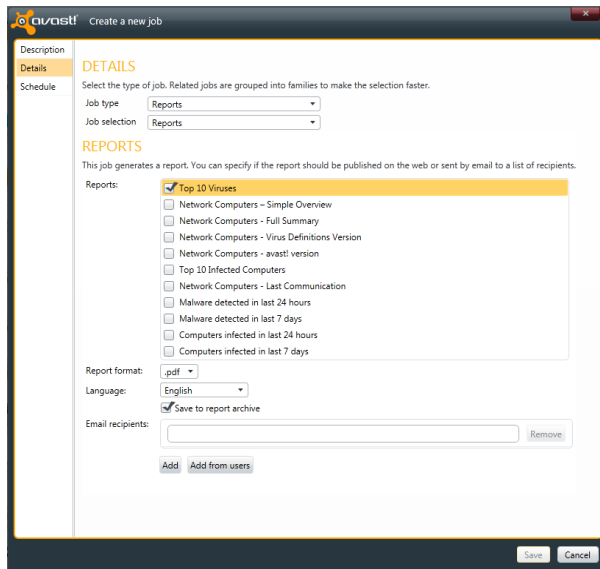 avast! Create a new job
Description
Details
Schedule
DETAILS
Select the type of job. Related jobs are grouped into families to make the selection faster.
Job type Reports
Job selection Reports
REPORTS
This job generates a report. You can specify if the report should be published on the web or sent by email to a list of recipients.
Reports: Top 10 Viruses
Network Computers – Simple Overview
Network Computers - Full Summary
Network Computers - Virus Definitions Version
Network Computers - avast! version
Top 10 Infected Computers
Network Computers - Last Communication
Malware detected in last 24 hours
Malware detected in last 7 days
Computers infected in last 24 hours
Computers infected in last 7 days
Report format: .pdf
Language: English
Save to report archive
Email recipients: Remove
Add Add from users
Save Cancel